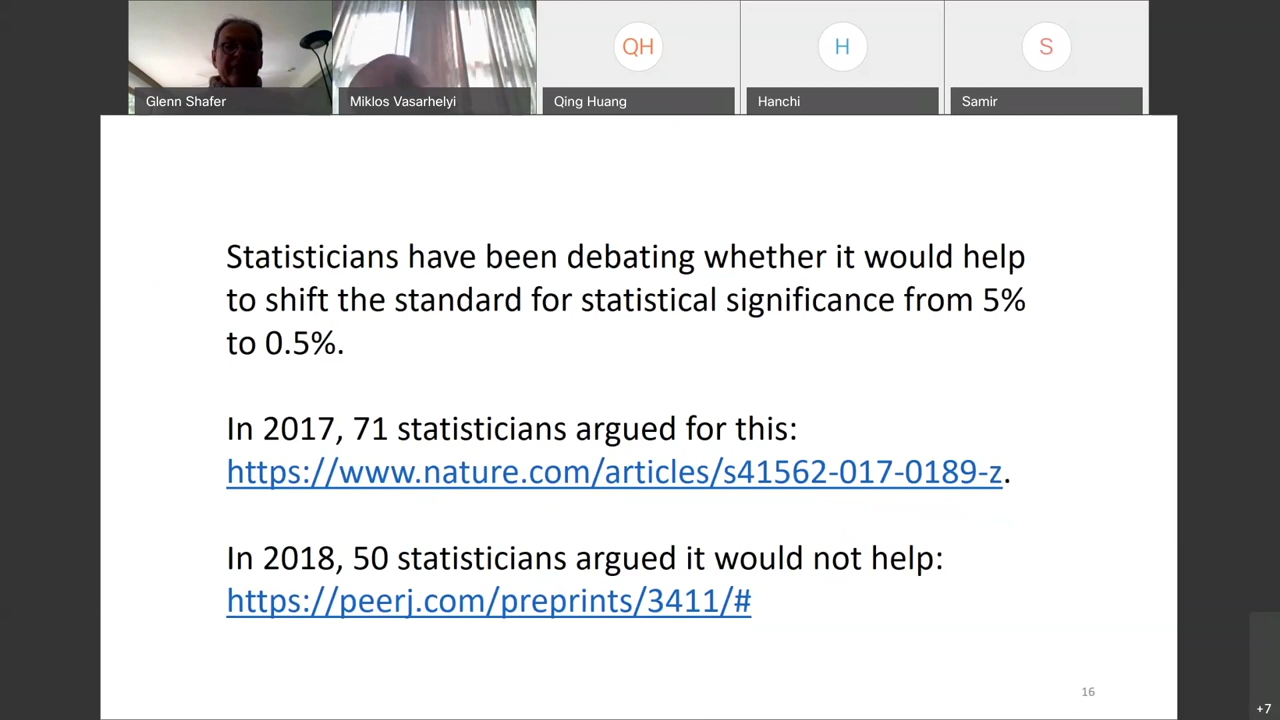 QH
H
S
Glenn Shafer
Miklos Vasarhelyi
Qing Huang
Hanchi
Samir
Statisticians have been debating whether it would help
to shift the standard for statistical significance from 5%
to 0.5%.
In 2017, 71 statisticians argued for this:
https://www.nature.com/articles/s41562-017-0189-z.
In 2018, 50 statisticians argued it would not help:
https://peerj.com/preprints/3411/#
16
+7